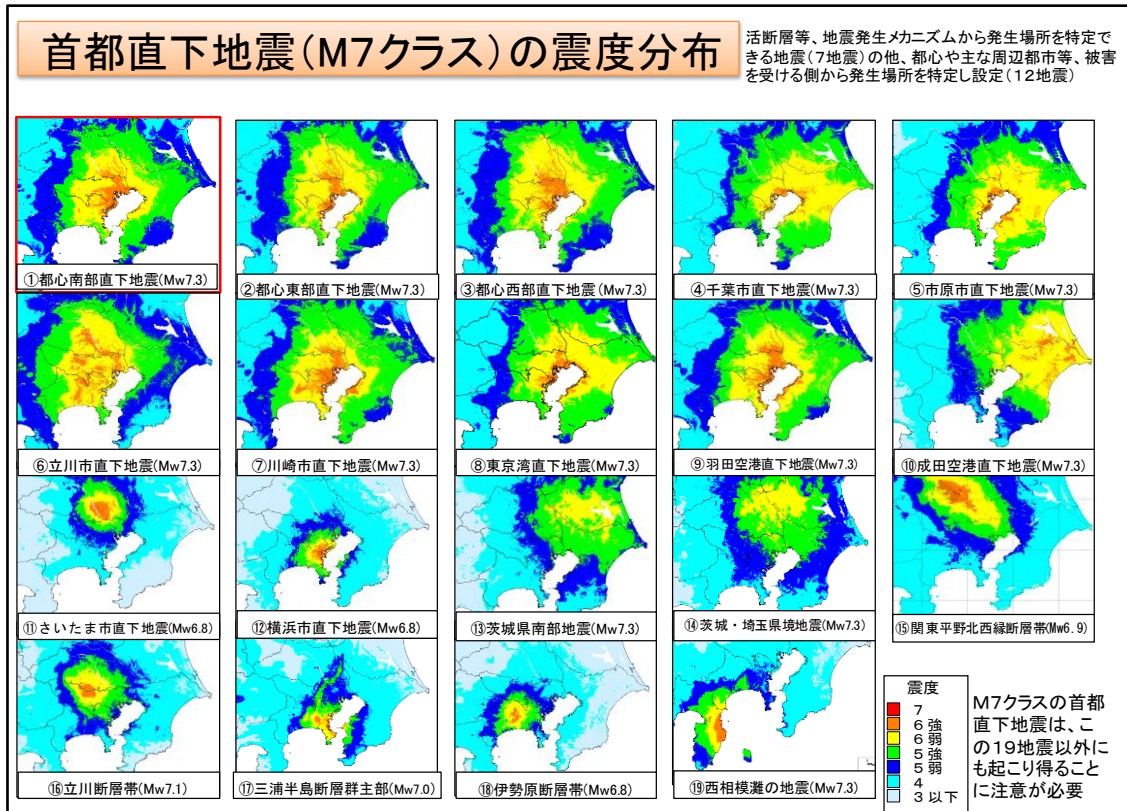 首都直下地震(M7クラス)の震度分布
活断層等、地震発生メカニズムから発生場所を特定で
きる地震(7地震)の他、都心や主な周辺都市等、被害
を受ける側から発生場所を特定し設定(12地震)
①都心南部直下地震(Mw7.3)
②都心東部直下地震(Mw7.3)
③都心西部直下地震(Mw7.3)
④千葉市直下地震(Mw7.3)
⑤市原市直下地震(Mw7.3)
⑥立川市直下地震(Mw7.3)
⑦川崎市直下地震(Mw7.3)
⑧東京湾直下地震(Mw7.3)
⑨羽田空港直下地震(Mw7.3)
⑩成田空港直下地震(Mw7.3)
⑪さいたま市直下地震(Mw6.8)
⑫横浜市直下地震(Mw6.8)
⑬茨城県南部地震(Mw7.3)
⑭茨城・埼玉県境地震(Mw7.3)
⑮関東平野北西縁断層帯(Mw6.9)
⑯立川断層帯(Mw7.1)
⑰三浦半島断層群主部(Mw7.0)
⑱伊勢原断層帯(Mw6.8)
⑲西相模灘の地震(Mw7.3)
震度
7
6強
6弱
5強
5弱
4
3以下
M7クラスの首都
直下地震は、こ
の19地震以外に
も起こり得ること
に注意が必要